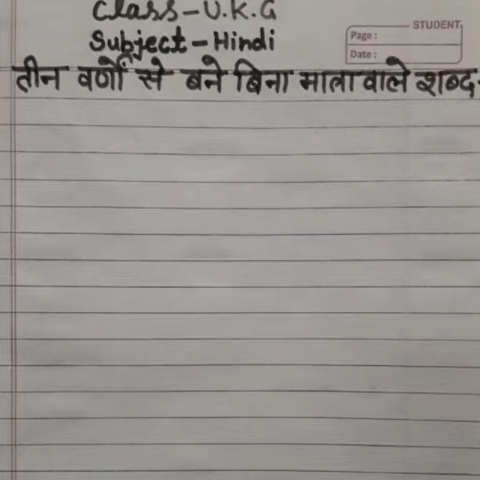 Class-U.K.G
STUDENT
Subject-Hindi
Page:
Date:
तीन वर्णो से बने बिना मात्रा वाले शब्द-